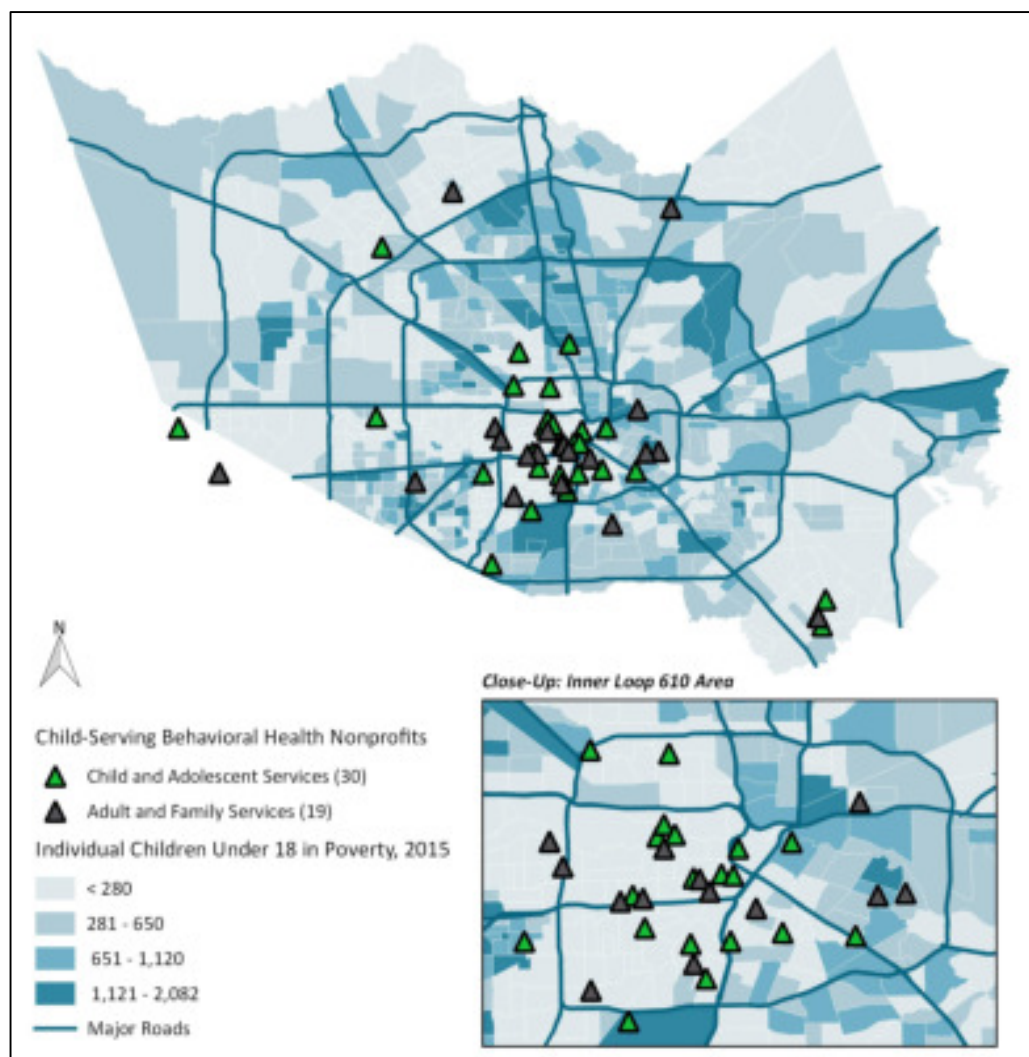 N
Close-Up: Inner Loop 610 Area
Child-Serving Behavioral Health Nonprofits
Child and Adolescent Services (30)
Adult and Family Services (19)
Individual Children Under 18 in Poverty, 2015
< 280
281 - 650
651 - 1,120
1,121 - 2,082
Major Roads